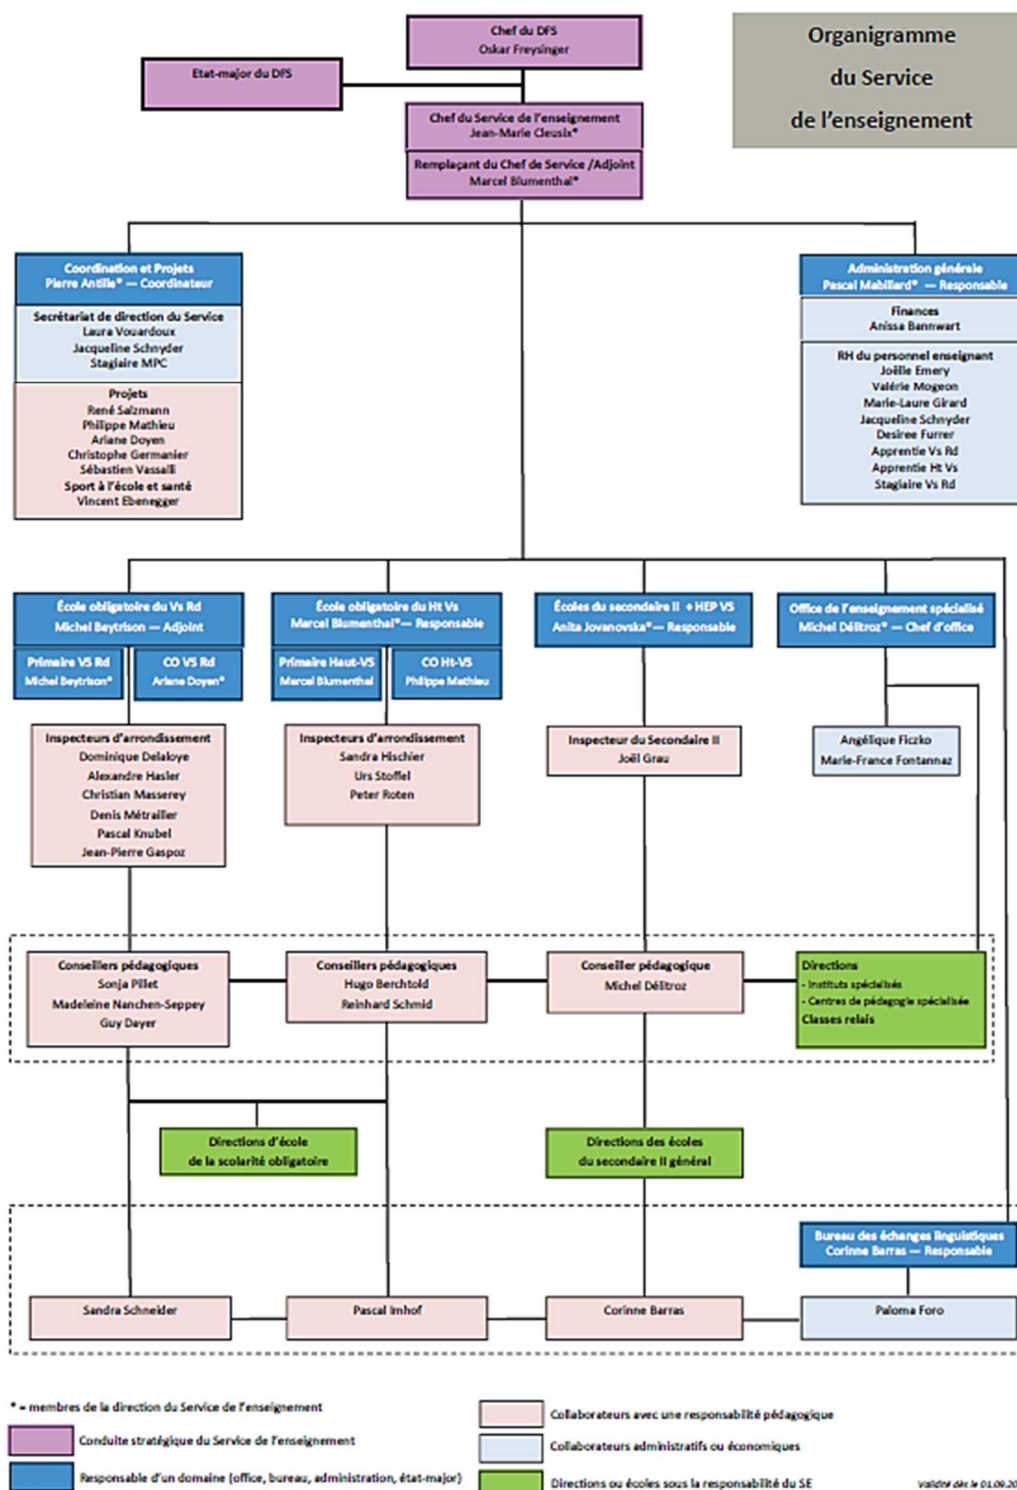 Chef du DFS
Oskar Freysinger
Organigramme
du Service
de l'enseignement
Etat-major du DFS
Chef du Service de l'enseignement
Jean-Marie Cleusix*
Remplaçant du Chef de Service /Adjoint
Marcel Blumenthal*
Coordination et Projets
Pierre Antille* — Coordinateur
Secrétariat de direction du Service
Laura Vouardoux
Jacqueline Schnyder
Stagiaire MPC
Projets
René Salzmann
Philippe Mathieu
Ariane Doyen
Christophe Germanier
Sébastien Vassalli
Sport à l'école et santé
Vincent Ebenegger
Administration générale
Pascal Mabillard* — Responsable
Finances
Anissa Bannwart
RH du personnel enseignant
Joëlle Emery
Valérie Mogeon
Marie-Laure Girard
Jacqueline Schnyder
Desiree Furrer
Apprentie Vs Rd
Apprentie Ht Vs
Stagiaire Vs Rd
École obligatoire du Vs Rd
Michel Beytrison — Adjoint
Primaire VS Rd
Michel Beytrison*
CO VS Rd
Ariane Doyen*
École obligatoire du Ht Vs
Marcel Blumenthal* — Responsable
Primaire Haut-VS
Marcel Blumenthal
CO Ht-VS
Philippe Mathieu
Écoles du secondaire II + HEP VS
Anita Jovanovska* — Responsable
Office de l'enseignement spécialisé
Michel Délitroz* — Chef d'office
Inspecteurs d'arrondissement
Dominique Delaloye
Alexandre Hasler
Christian Masserey
Denis Métrailler
Pascal Knubel
Jean-Pierre Gaspoz
Inspecteurs d'arrondissement
Sandra Hischier
Urs Stoffel
Peter Roten
Inspecteur du Secondaire II
Joël Grau
Angélique Ficzko
Marie-France Fontannaz
Conseillers pédagogiques
Sonja Pillet
Madeleine Nanchen-Seppey
Guy Dayer
Conseillers pédagogiques
Hugo Berchtold
Reinhard Schmid
Conseiller pédagogique
Michel Délitroz
Directions
- Instituts spécialisés
- Centres de pédagogie spécialisée
Classes relais
Directions d'école
de la scolarité obligatoire
Directions des écoles
du secondaire II général
Bureau des échanges linguistiques
Corinne Barras — Responsable
Sandra Schneider
Pascal Imhof
Corinne Barras
Paloma Foro
* = membres de la direction du Service de l'enseignement
Conduite stratégique du Service de l'enseignement
Responsable d'un domaine (office, bureau, administration, état-major)
Collaborateurs avec une responsabilité pédagogique
Collaborateurs administratifs ou économiques
Directions ou écoles sous la responsabilité du SE
Validité dès le